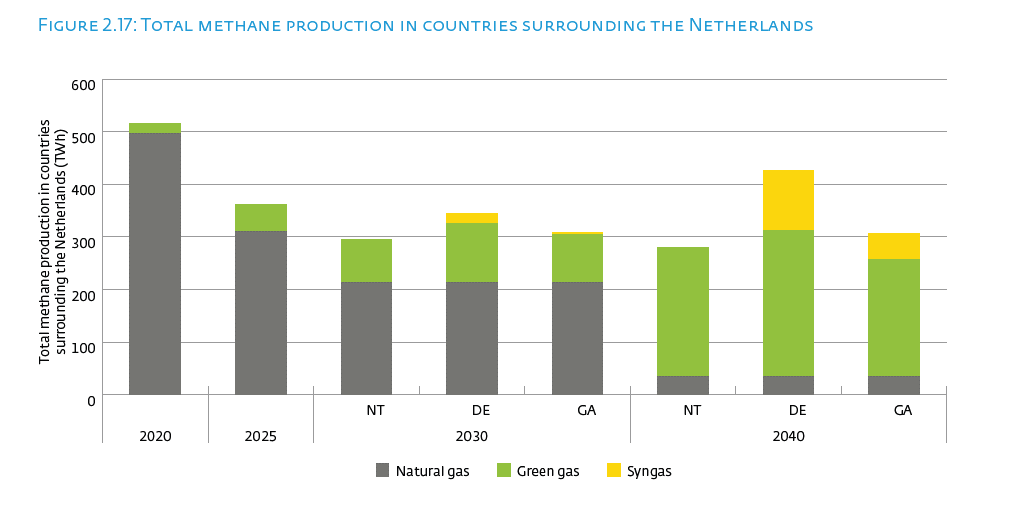 Figure 2.17: Total methane production in countries surrounding the Netherlands
Total methane production in countries
surrounding the Netherlands (TWh)
600
500
400
300
200
100
0
NT DE GA NT DE GA
2020 2025 2030 2040
Natural gas Green gas Syngas